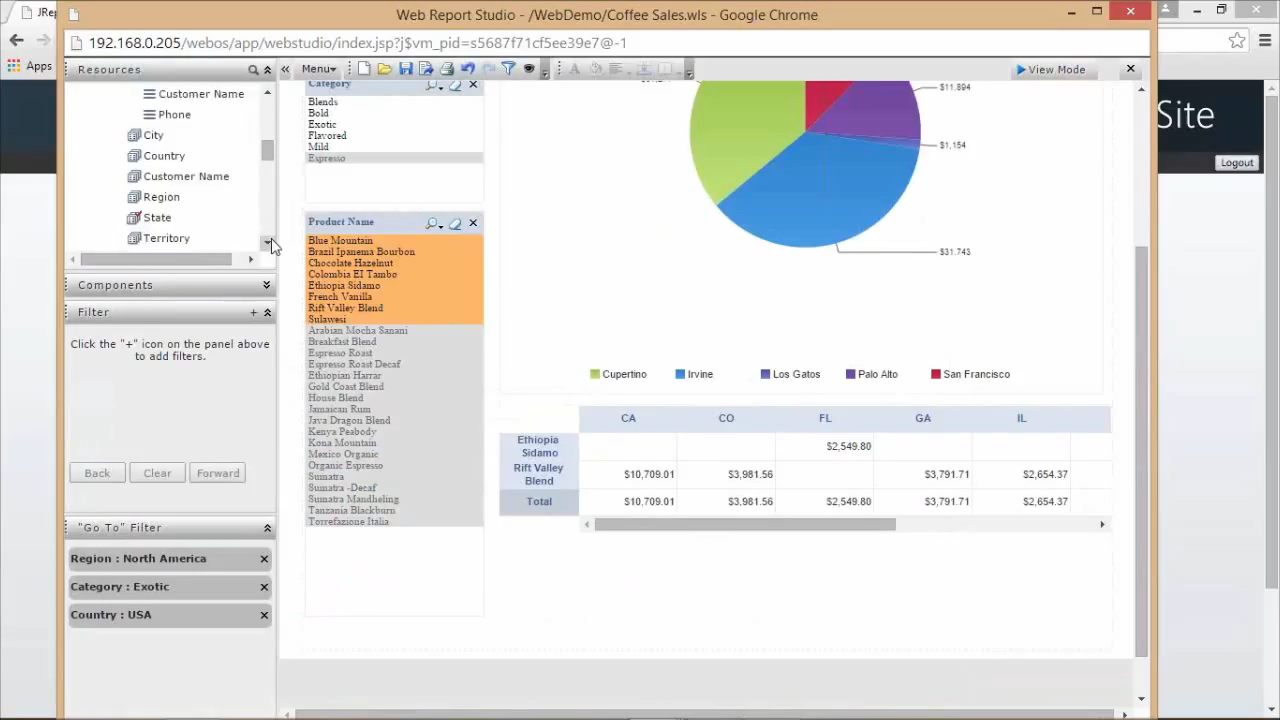 Web Report Studio - /WebDemo/Coffee Sales.wls - Google Chrome
JRep
192.168.0.205/webos/app/webstudio/index.jsp?j$vm_pid=s5687f71cf5ee39e7@-1
Apps
Resources
Menu
View Mode
Customer Name
Phone
City
Country
Customer Name
Region
State
Territory
Components
Filter
Click the "+" icon on the panel above
to add filters.
Back
Clear
Forward
"Go To" Filter
Region : North America
Category : Exotic
Country : USA
Category
Blends
Bold
Exotic
Flavored
Mild
Espresso
Product Name
Blue Mountain
Brazil Ipanema Bourbon
Chocolate Hazelnut
Colombia EI Tambo
Ethiopia Sidamo
French Vanilla
Rift Valley Blend
Sulawesi
Arabian Mocha Sanani
Breakfast Blend
Espresso Roast
Espresso Roast Decaf
Ethiopian Harrar
Gold Coast Blend
House Blend
Jamaican Rum
Java Dragon Blend
Kenya Peabody
Kona Mountain
Mexico Organic
Organic Espresso
Sumatra
Sumatra -Decaf
Sumatra Mandheling
Tanzania Blackburn
Torrefazione Italia
$11,894
$1,154
$31,743
Cupertino
Irvine
Los Gatos
Palo Alto
San Francisco
CA CO FL GA IL
Ethiopia
Sidamo
$2,549.80
Rift Valley
Blend
$10,709.01 $3,981.56 $3,791.71 $2,654.37
Total $10,709.01 $3,981.56 $2,549.80 $3,791.71 $2,654.37
Site
Logout